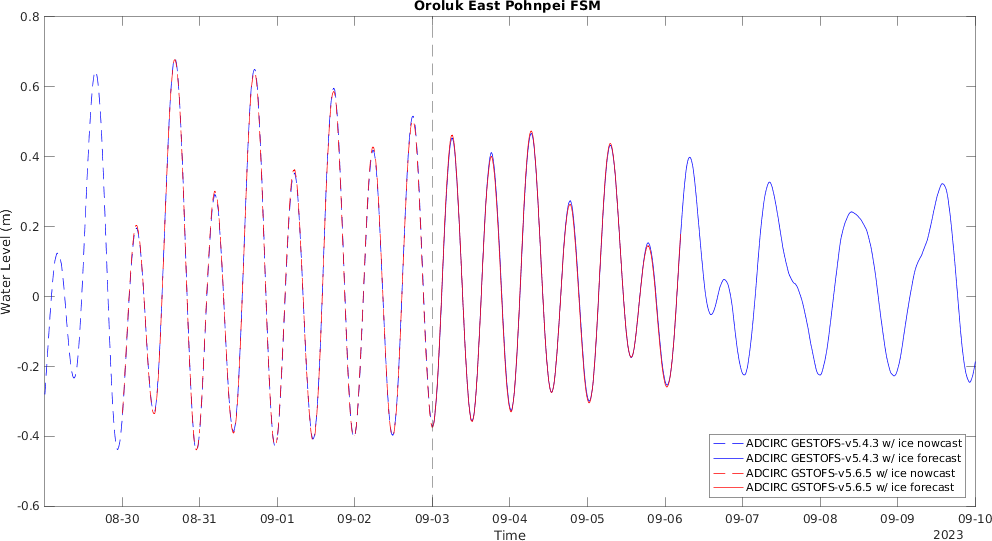 Oroluk East Pohnpei FSM
Water Level (m)
0.8
0.6
0.4
0.2
0
-0.2
-0.4
-0.6
ADCIRC GESTOFS-v5.4.3 w/ ice nowcast
ADCIRC GESTOFS-v5.4.3 w/ ice forecast
ADCIRC GSTOFS-v5.6.5 w/ ice nowcast
ADCIRC GSTOFS-v5.6.5 w/ ice forecast
08-30 08-31 09-01 09-02 09-03 09-04 09-05 09-06 09-07 09-08 09-09 09-10
Time
2023